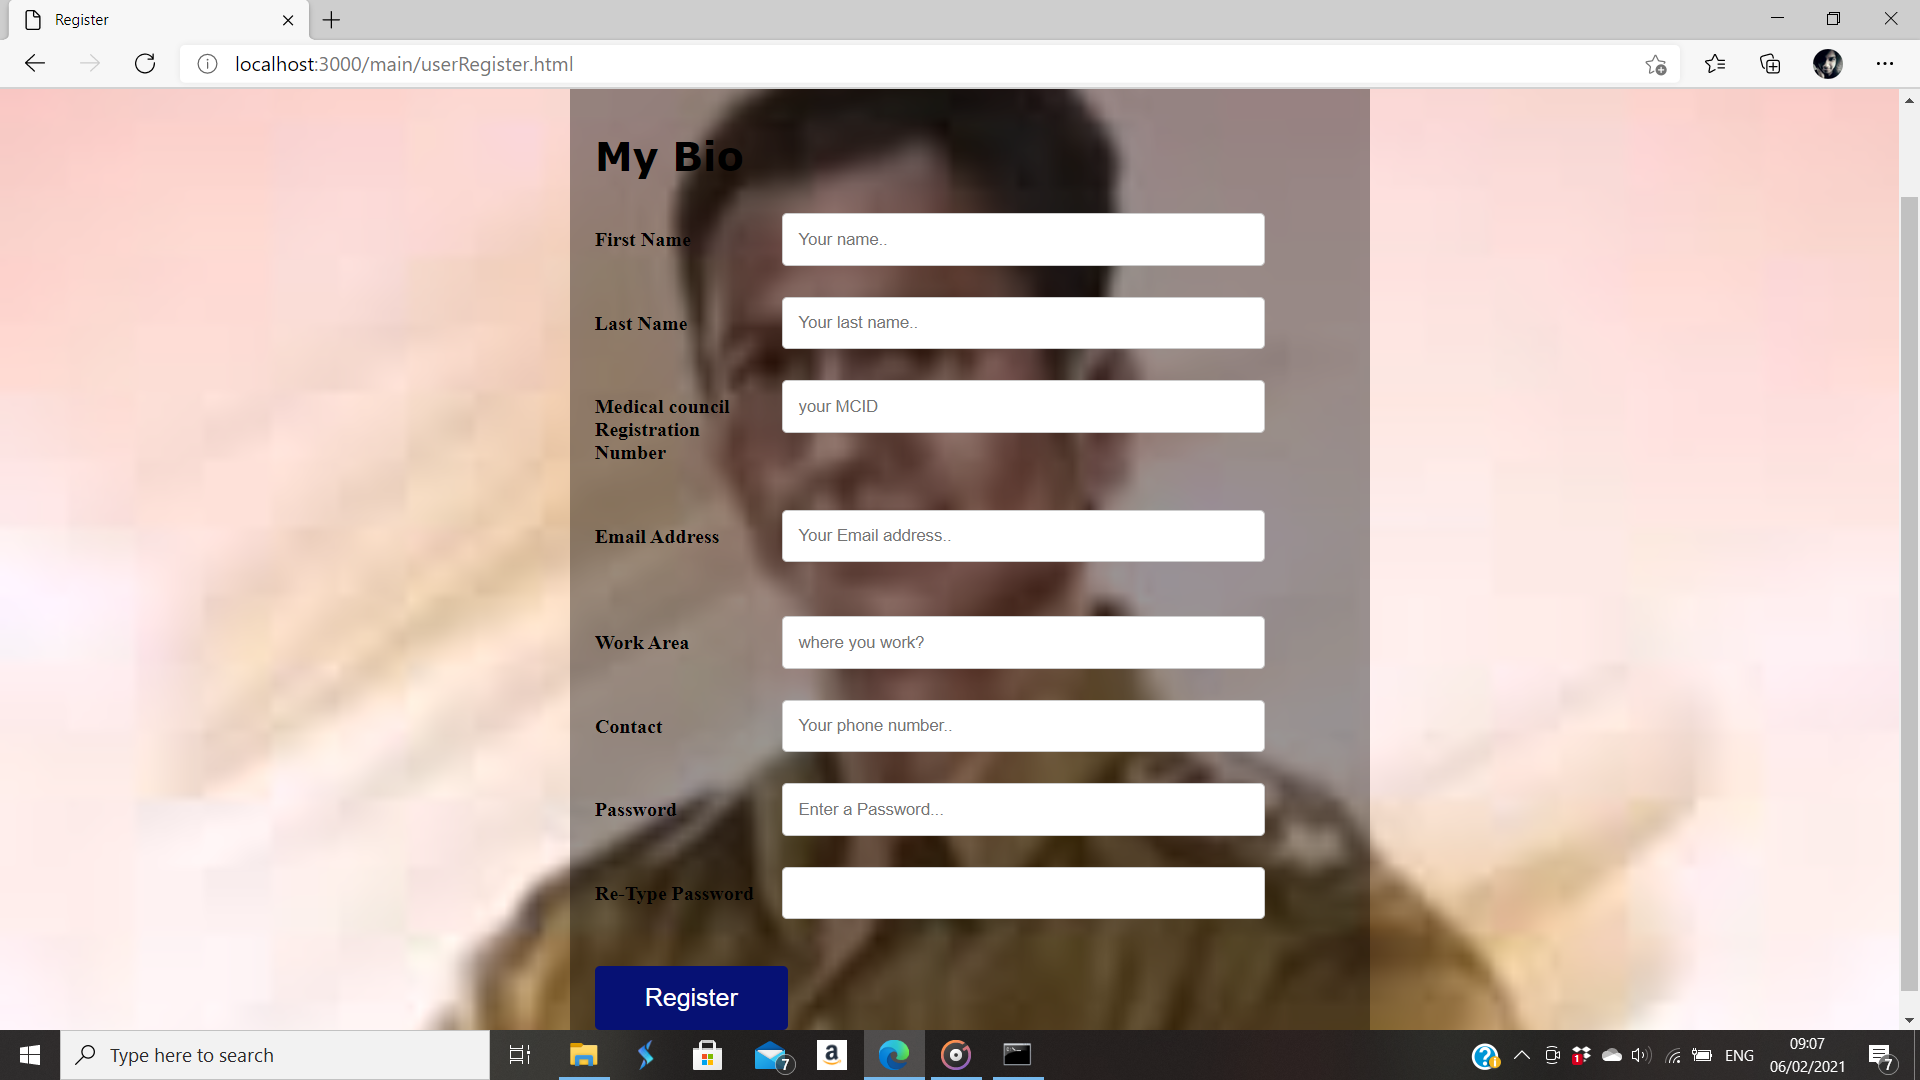 Register
localhost:3000/main/userRegister.html
My Bio
First Name
Your name..
Last Name
Your last name..
Medical council
Registration
Number
your MCID
Email Address
Your Email address..
Work Area
where you work?
Contact
Your phone number..
Password
Enter a Password...
Re-Type Password
Register
Type here to search
7
a
1
ENG
09:07
06/02/2021
7